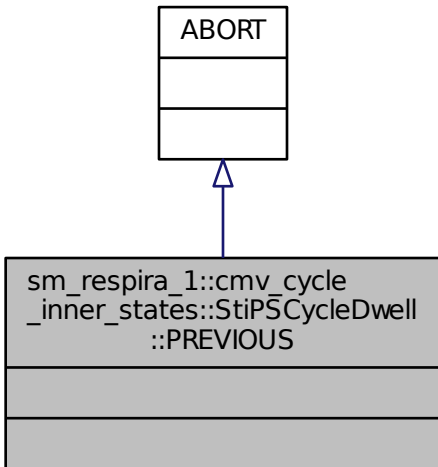 ABORT
sm_respira_1::cmv_cycle
_inner_states::StiPSCycleDwell
::PREVIOUS